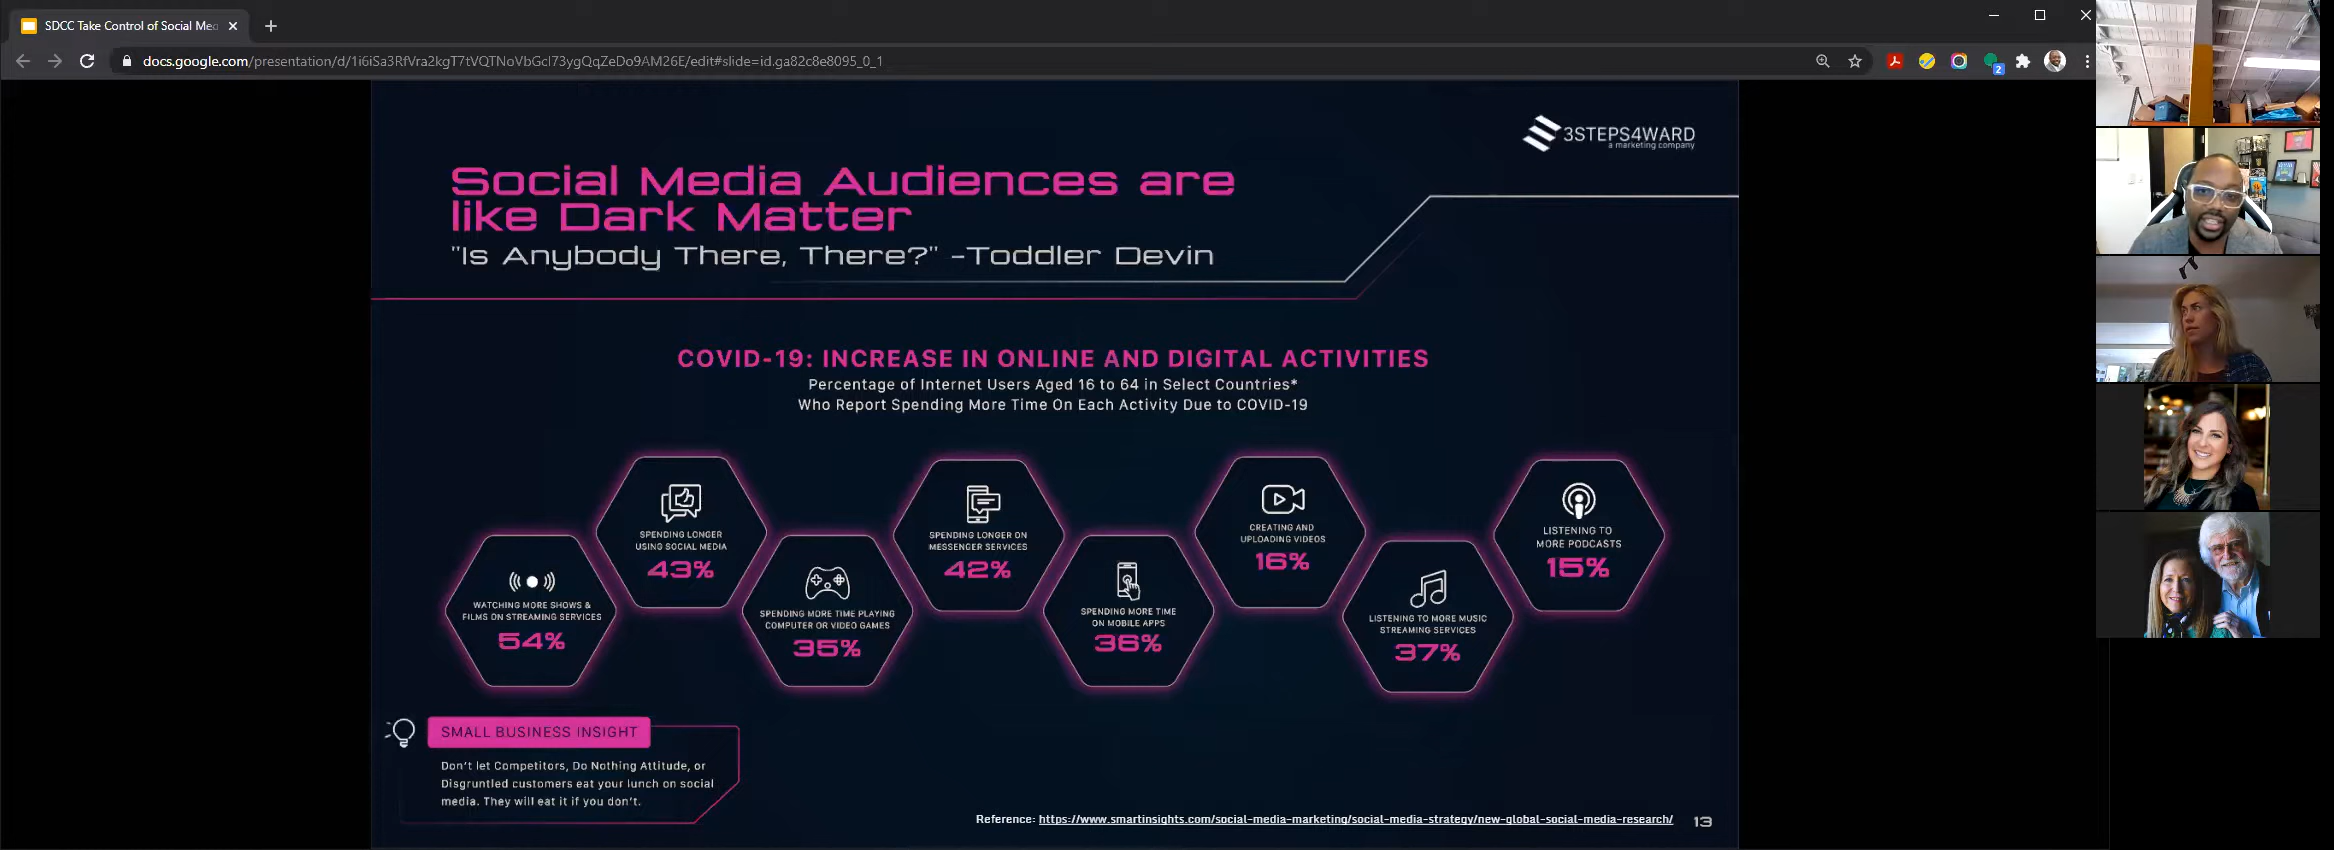 SDCC Take Control of Social Med
docs.google.com/presentation/d/1i6iSa3RfVra2kgT7tVQTNoVbGcl73ygQqZeDo9AM26E/edit#slide=id.ga82c8e8095_0_1
2
3STEPS4WARD
a marketing company
Social Media Audiences are
like Dark Matter
"Is Anybody There, There?" -Toddler Devin
COVID-19: INCREASE IN ONLINE AND DIGITAL ACTIVITIES
Percentage of Internet Users Aged 16 to 64 in Select Countries*
Who Report Spending More Time On Each Activity Due to COVID-19
WATCHING MORE SHOWS &
FILMS ON STREAMING SERVICES
54%
SPENDING LONGER
USING SOCIAL MEDIA
43%
SPENDING MORE TIME PLAYING
COMPUTER OR VIDEO GAMES
35%
SPENDING LONGER ON
MESSENGER SERVICES
42%
SPENDING MORE TIME
ON MOBILE APPS
36%
CREATING AND
UPLOADING VIDEOS
16%
LISTENING TO MORE MUSIC
STREAMING SERVICES
37%
LISTENING TO
MORE PODCASTS
15%
SMALL BUSINESS INSIGHT
Don't let Competitors, Do Nothing Attitude, or
Disgruntled customers eat your lunch on social
media. They will eat it if you don't.
Reference: https://www.smartinsights.com/social-media-marketing/social-media-strategy/new-global-social-media-research/
13